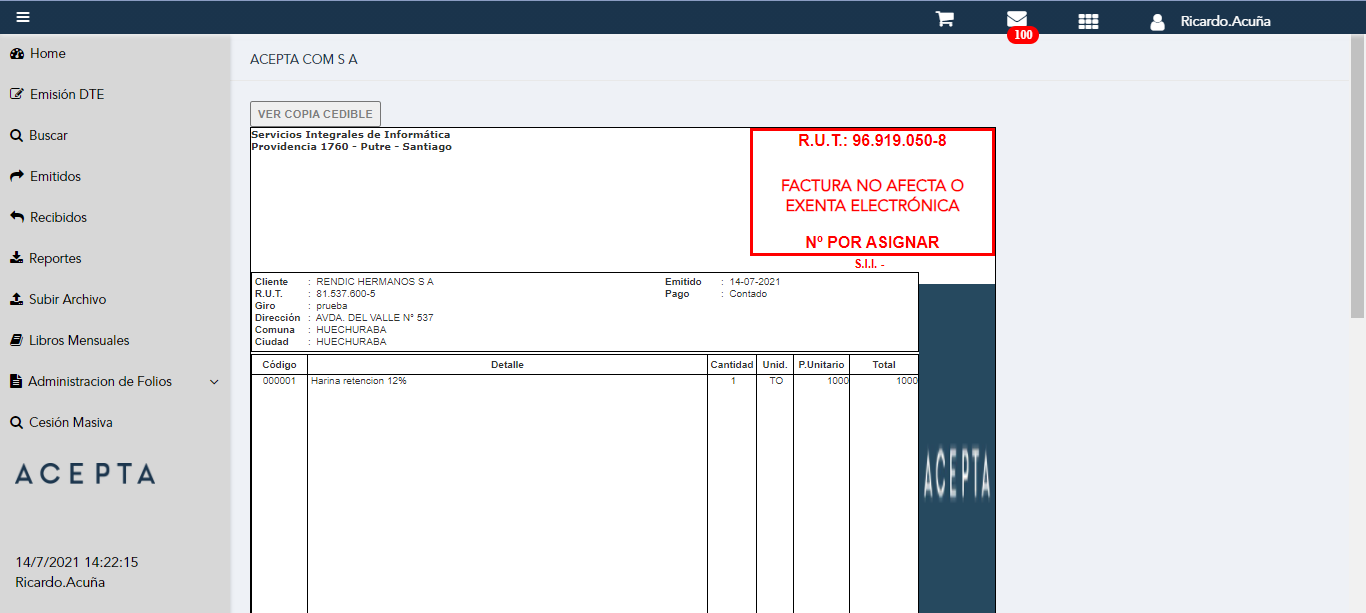 100
Ricardo.Acuña
Home
Emisión DTE
Buscar
Emitidos
Recibidos
Reportes
Subir Archivo
Libros Mensuales
Administracion de Folios
Cesión Masiva
ACEPTA
14/7/2021 14:22:15
Ricardo.Acuña
ACEPTA COM S A
VER COPIA CEDIBLE
Servicios Integrales de Informática
Providencia 1760 - Putre - Santiago
R.U.T.: 96.919.050-8
FACTURA NO AFECTA O
EXENTA ELECTRÓNICA
Nº POR ASIGNAR
S.I.I. -
Cliente : RENDIC HERMANOS S A Emitido : 14-07-2021
R.U.T. : 81.537.600-5 Pago : Contado
Giro : prueba
Dirección : AVDA. DEL VALLE N° 537
Comuna : HUECHURABA
Ciudad : HUECHURABA
Código Detalle Cantidad Unid. P.Unitario Total
000001 Harina retencion 12% 1 TO 1000 1000
ACEPTA